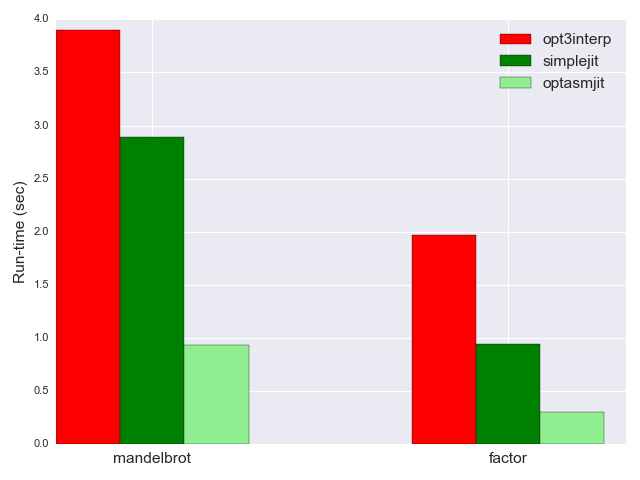 4.0
3.5
3.0
2.5
2.0
1.5
1.0
0.5
0.0
Run-time (sec)
opt3interp
simplejit
optasmjit
mandelbrot
factor